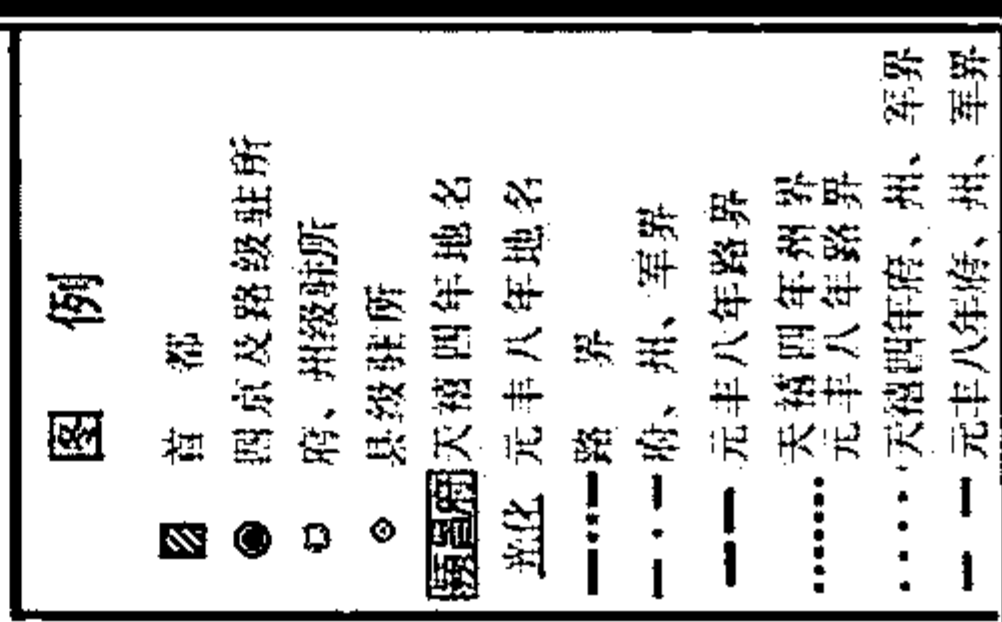 图 例
首 都
四京及路级驻所
府、州级驻所
县级驻所
天禧四年地名
光化 元丰八年地名
路 界
府、州、军界
元丰八年路界
天禧四年州界
元丰八年路界
天禧四年府、州、军界
元丰八年府、州、军界